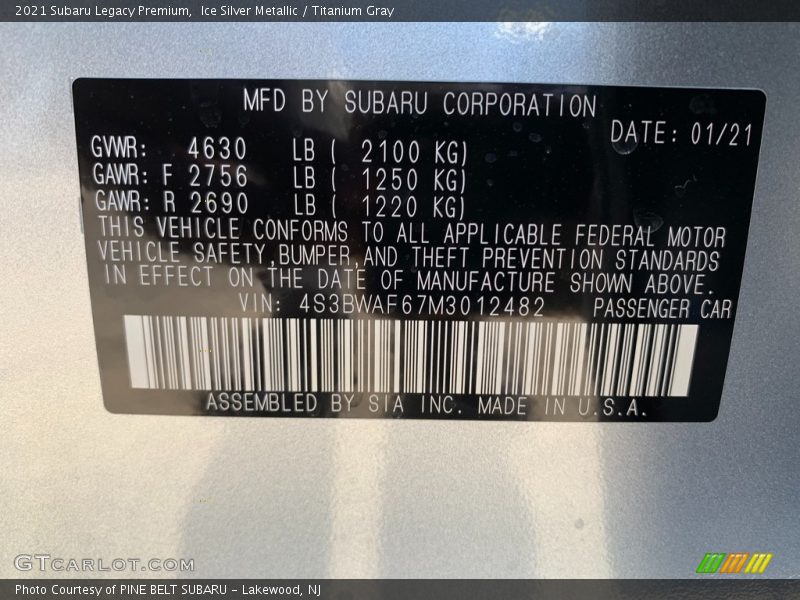 2021 Subaru Legacy Premium,  Ice Silver Metallic / Titanium Gray
MFD BY SUBARU CORPORATION
DATE: 01/21
GVWR: 4630 LB ( 2100 KG)
GAWR: F 2756 LB ( 1250 KG)
GAWR: R 2690 LB ( 1220 KG)
THIS VEHICLE CONFORMS TO ALL APPLICABLE FEDERAL MOTOR
VEHICLE SAFETY,BUMPER,AND THEFT PREVENTION STANDARDS
IN EFFECT ON THE DATE OF MANUFACTURE SHOWN ABOVE.
VIN: 4S3BWAF67M3012482 PASSENGER CAR
ASSEMBLED BY SIA INC. MADE IN U.S.A.
GTCARLOT.COM
Photo Courtesy of PINE BELT SUBARU - Lakewood, NJ